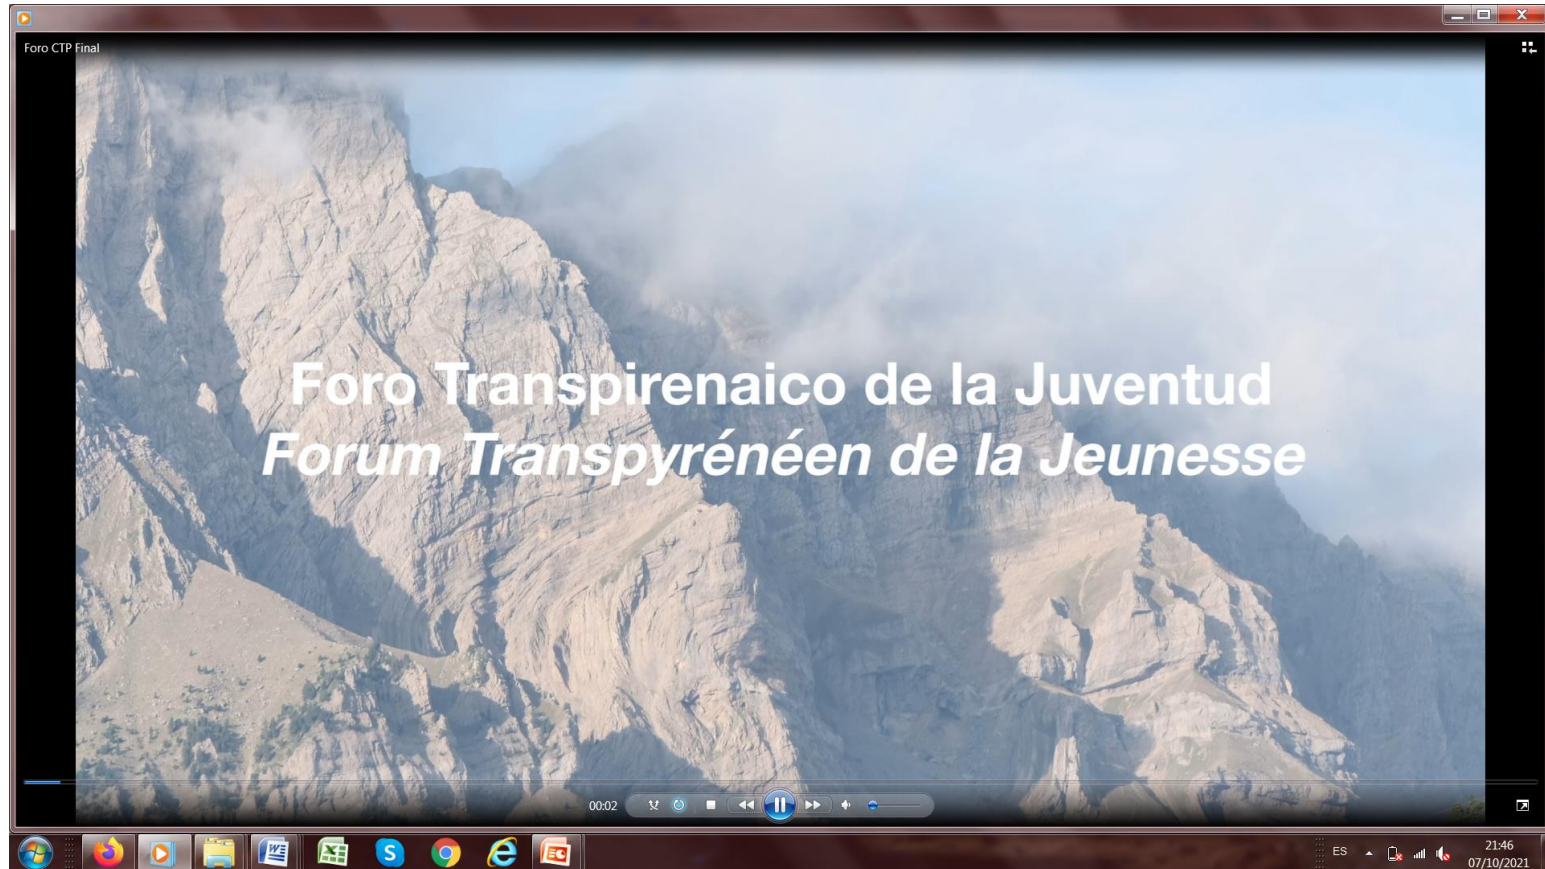 Foro CTP Final
Foro Transpirenaico de la Juventud
Forum Transpyrénéen de la Jeunesse
00:02
ES
21:46
07/10/2021